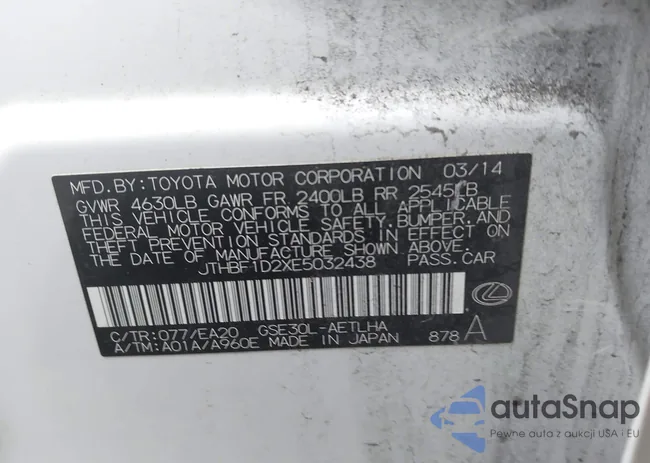 MFD.BY:TOYOTA MOTOR CORPORATION 03/14
GVWR 4630LB GAWR FR 2400LB RR 2545LB
THIS VEHICLE CONFORMS TO ALL APPLICABLE
FEDERAL MOTOR VEHICLE SAFETY, BUMPER, AND
THEFT PREVENTION STANDARDS IN EFFECT ON
THE DATE OF MANUFACTURE SHOWN ABOVE.
JTHBF1D2XE5032438 PASS.CAR
C/TR:077/EA20 GSE30L-AETLHA
A/TM:A01A/A960E MADE IN JAPAN 878 A
autaSnap
Pewne auta z aukcji USA i EU